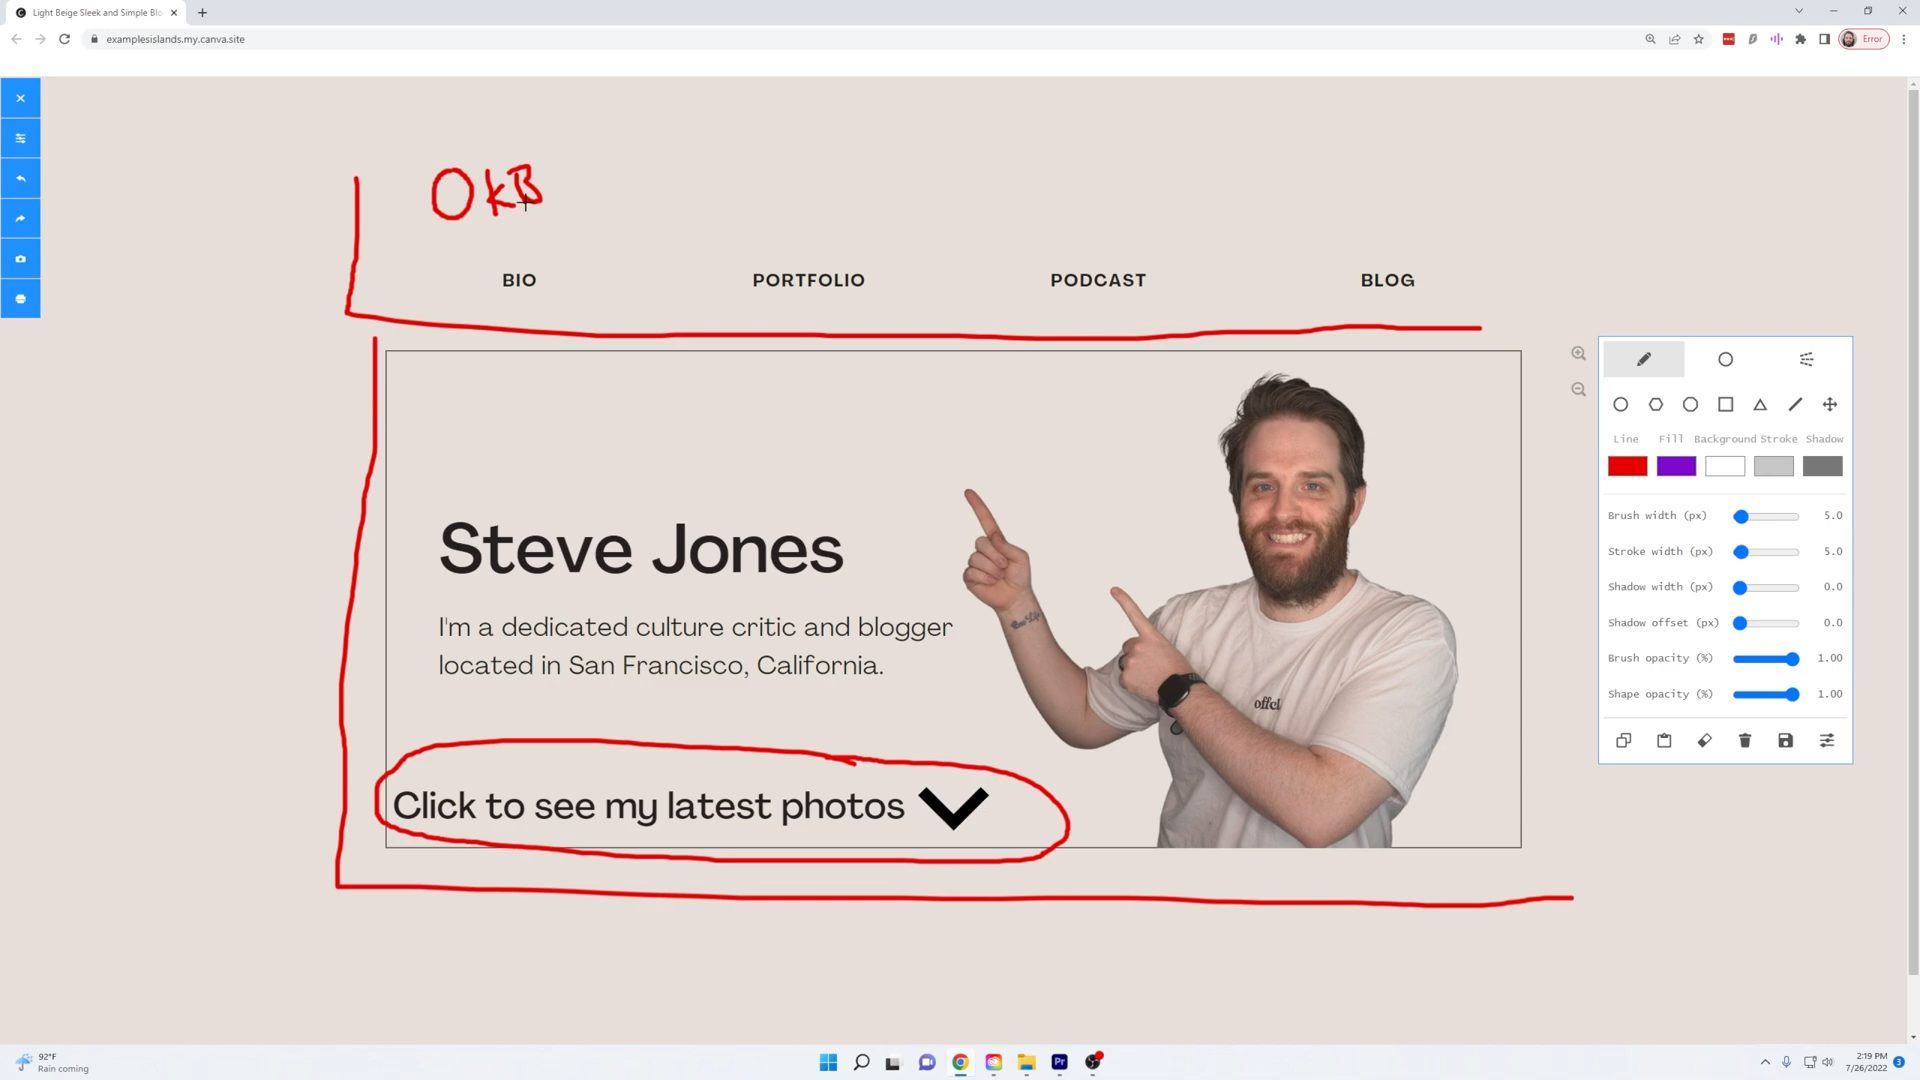 Light Beige Sleek and Simple Blo
examplesislands.my.canva.site
Error
OkB
BIO PORTFOLIO PODCAST BLOG
Steve Jones
I'm a dedicated culture critic and blogger
located in San Francisco, California.
offcl
Click to see my latest photos
Line Fill Background Stroke Shadow
Brush width (px) 5.0
Stroke width (px) 5.0
Shadow width (px) 0.0
Shadow offset (px) 0.0
Brush opacity (%) 1.00
Shape opacity (%) 1.00
92°F
Rain coming
Pr
2:19 PM
7/26/2022
3